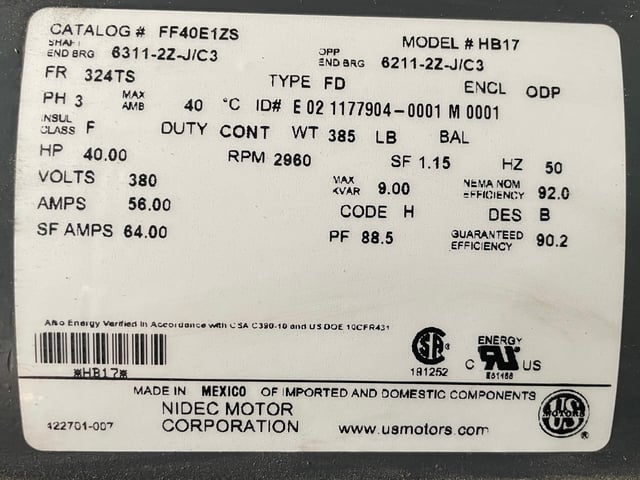 CATALOG # FF40E1ZS MODEL # HB17
SHAFT END BRG 6311-2Z-J/C3 OPP END BRG 6211-2Z-J/C3
FR 324TS TYPE FD ENCL ODP
PH 3 MAX AMB 40 °C ID# E 02 1177904-0001 M 0001
INSUL CLASS F DUTY CONT WT 385 LB BAL
HP 40.00 RPM 2960 SF 1.15 HZ 50
VOLTS 380 MAX KVAR 9.00 NEMA NOM EFFICIENCY 92.0
AMPS 56.00 CODE H DES B
SF AMPS 64.00 PF 88.5 GUARANTEED EFFICIENCY 90.2
Also Energy Verified In Accordance with CSA C390-10 and US DOE 10CFR431
*HB17*
SA 181252
ENERGY
C UR US
E51468
MADE IN MEXICO OF IMPORTED AND DOMESTIC COMPONENTS
NIDEC MOTOR
CORPORATION www.usmotors.com
422701-007
US MOTORS ®